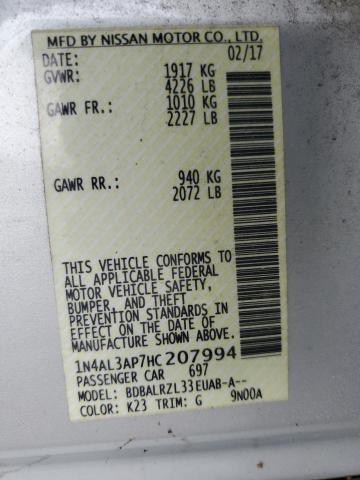 MFD BY NISSAN MOTOR CO., LTD.
DATE: 02/17
GVWR: 1917 KG
4226 LB
GAWR FR.: 1010 KG
2227 LB
GAWR RR.: 940 KG
2072 LB
THIS VEHICLE CONFORMS TO
ALL APPLICABLE FEDERAL
MOTOR VEHICLE SAFETY,
BUMPER, AND THEFT
PREVENTION STANDARDS IN
EFFECT ON THE DATE OF
MANUFACTURE SHOWN ABOVE.
1N4AL3AP7HC207994
PASSENGER CAR 697
MODEL: BDBALRZL33EUAB-A--
COLOR: K23 TRIM: G 9N00A